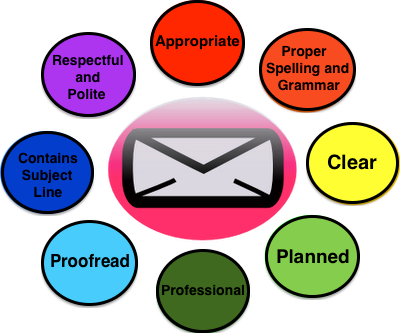 Appropriate
Proper
Spelling and
Grammar
Clear
Planned
Professional
Proofread
Contains
Subject
Line
Respectful
and
Polite